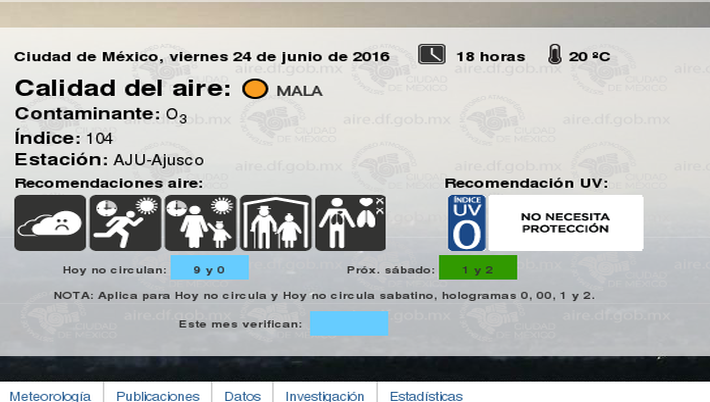 Ciudad de México, viernes 24 de junio de 2016 18 horas 20 ºC
Calidad del aire: MALA
Contaminante: O3
Índice: 104
Estación: AJU-Ajusco
Recomendaciones aire: Recomendación UV:
ÍNDICE
UV
0
NO NECESITA
PROTECCIÓN
Hoy no circulan: 9 y 0 Próx. sábado: 1 y 2
NOTA: Aplica para Hoy no circula y Hoy no circula sabatino, hologramas 0, 00, 1 y 2.
Este mes verifican:
aire.df.gob.mx
CIUDAD
DE MÉXICO
Meteorología Publicaciones Datos Investigación Estadísticas